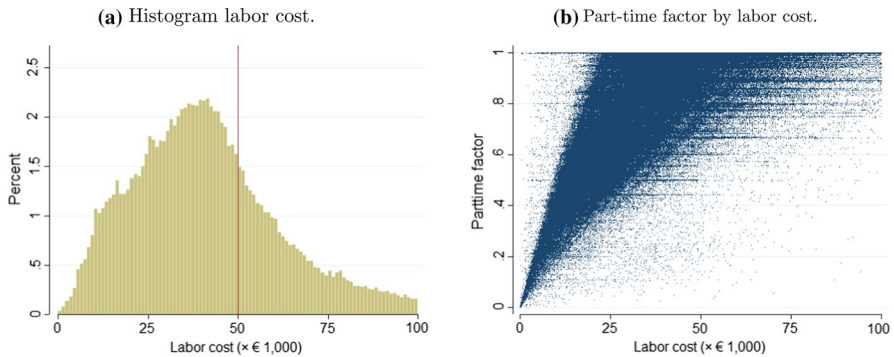 (a) Histogram labor cost.
2.5
2
1.5
1
.5
0
Percent
0 25 50 75 100
Labor cost (× € 1,000)
(b) Part-time factor by labor cost.
1
.8
.6
.4
.2
0
Parttime factor
0 25 50 75 100
Labor cost (× € 1,000)